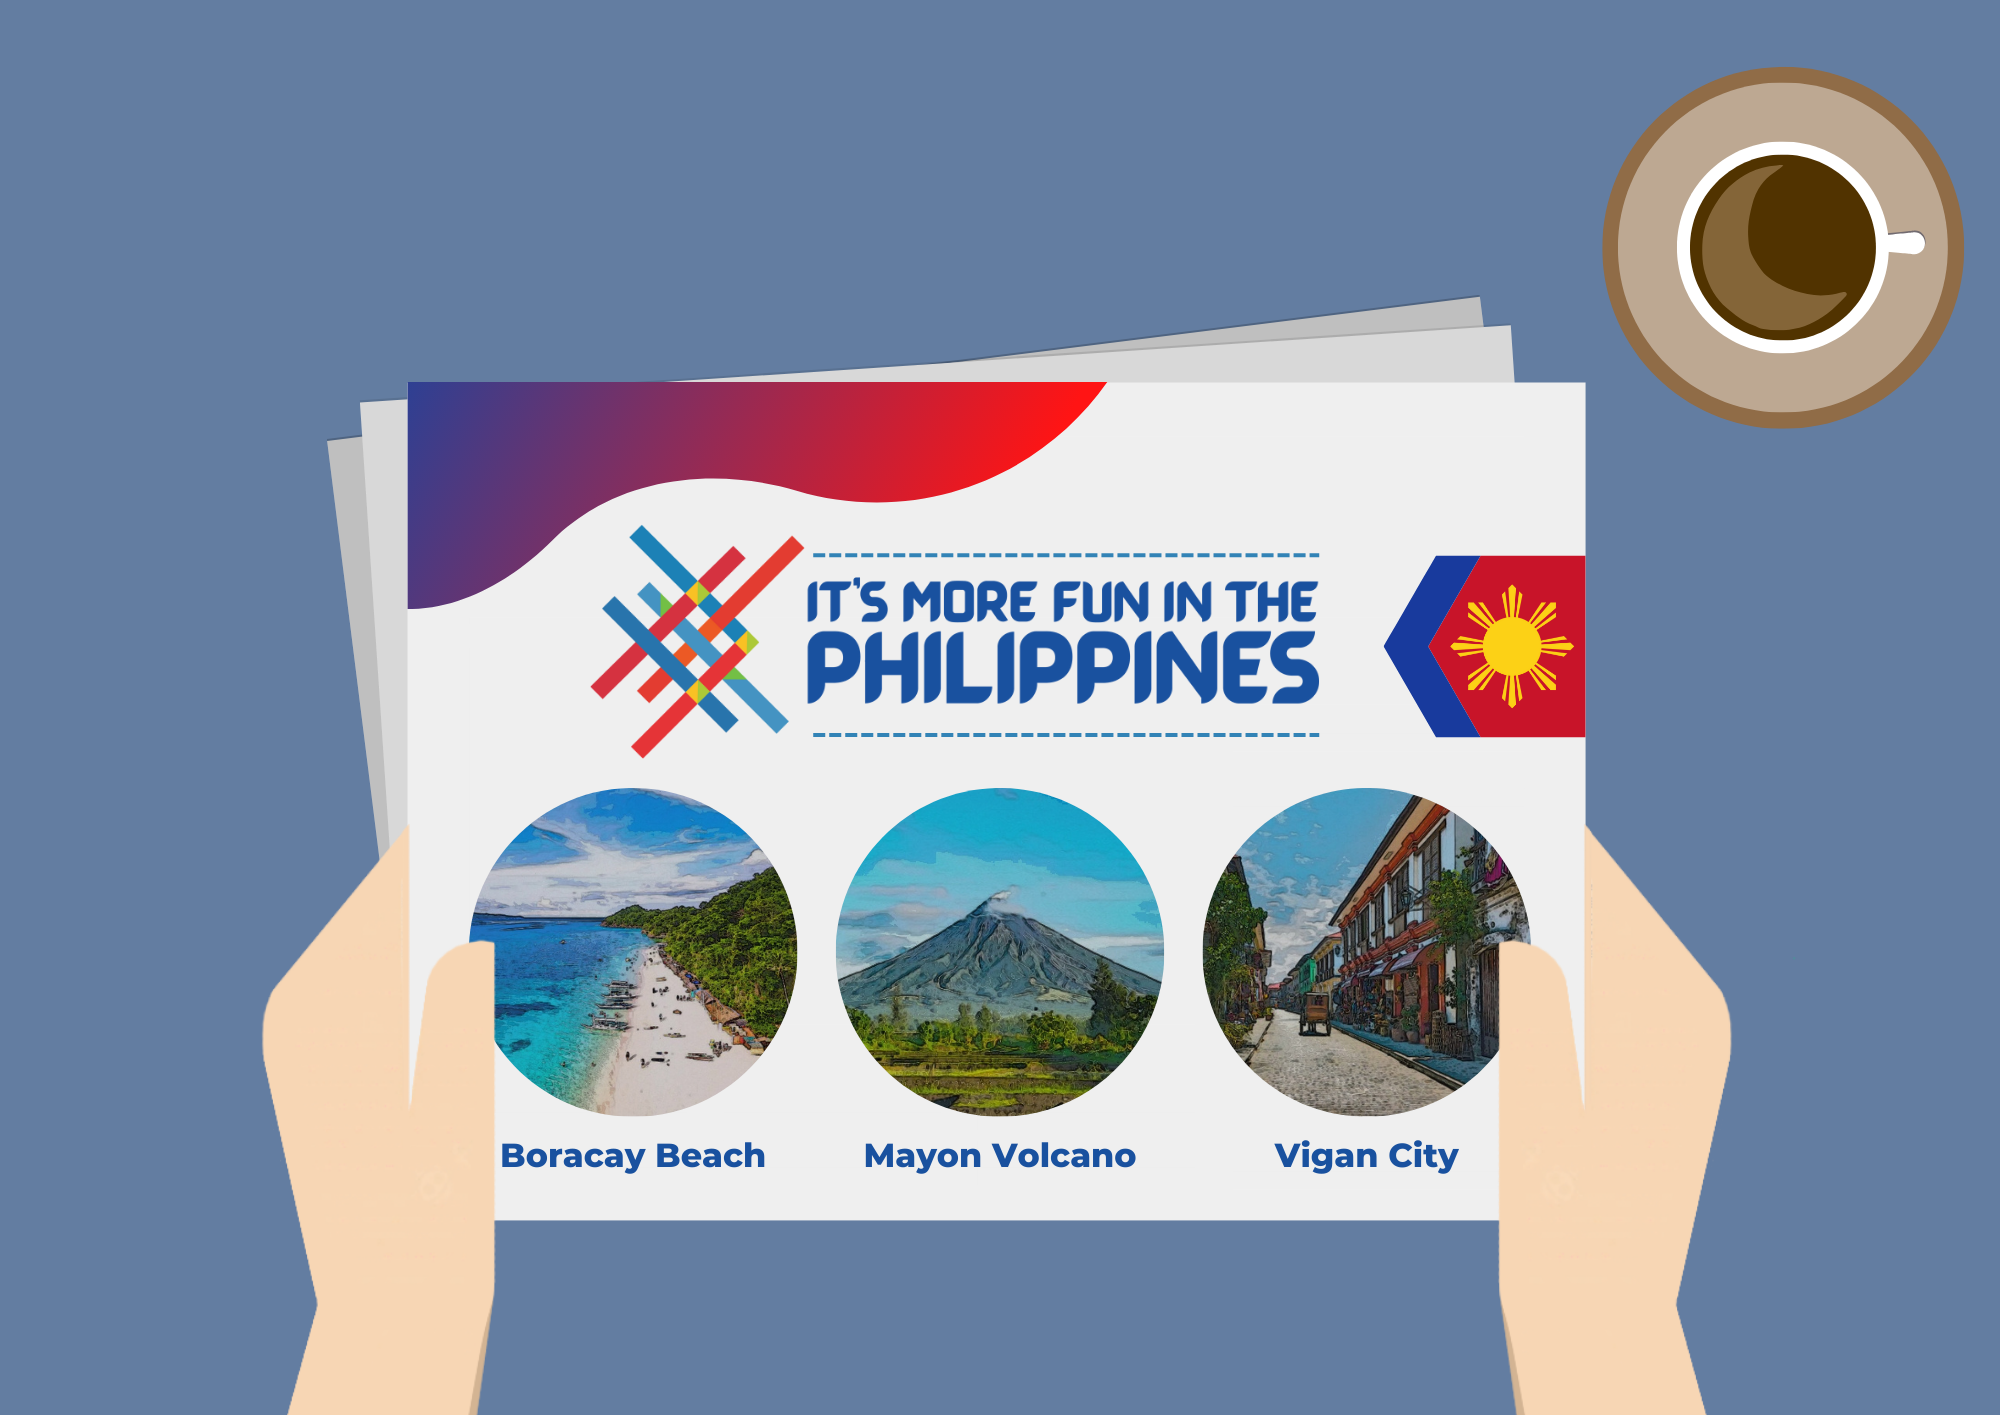 IT'S MORE FUN IN THE
PHILIPPINES
Boracay Beach
Mayon Volcano
Vigan City